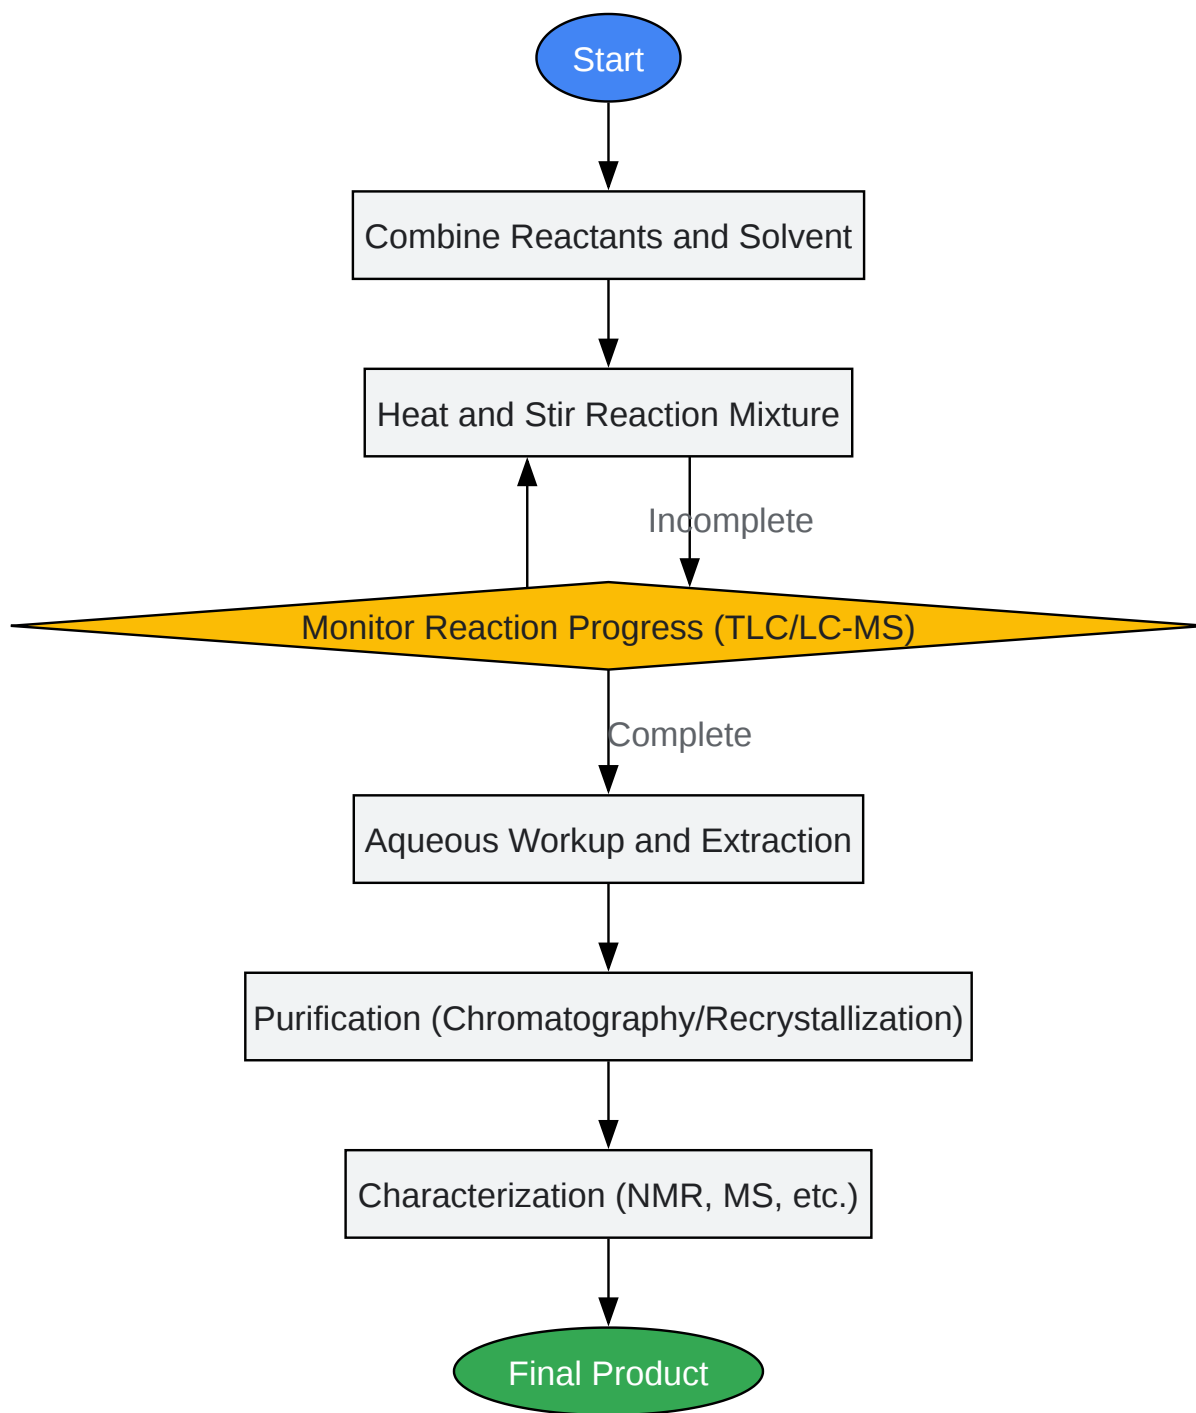 Start
Combine Reactants and Solvent
Heat and Stir Reaction Mixture
Incomplete
Monitor Reaction Progress (TLC/LC-MS)
Complete
Aqueous Workup and Extraction
Purification (Chromatography/Recrystallization)
Characterization (NMR, MS, etc.)
Final Product